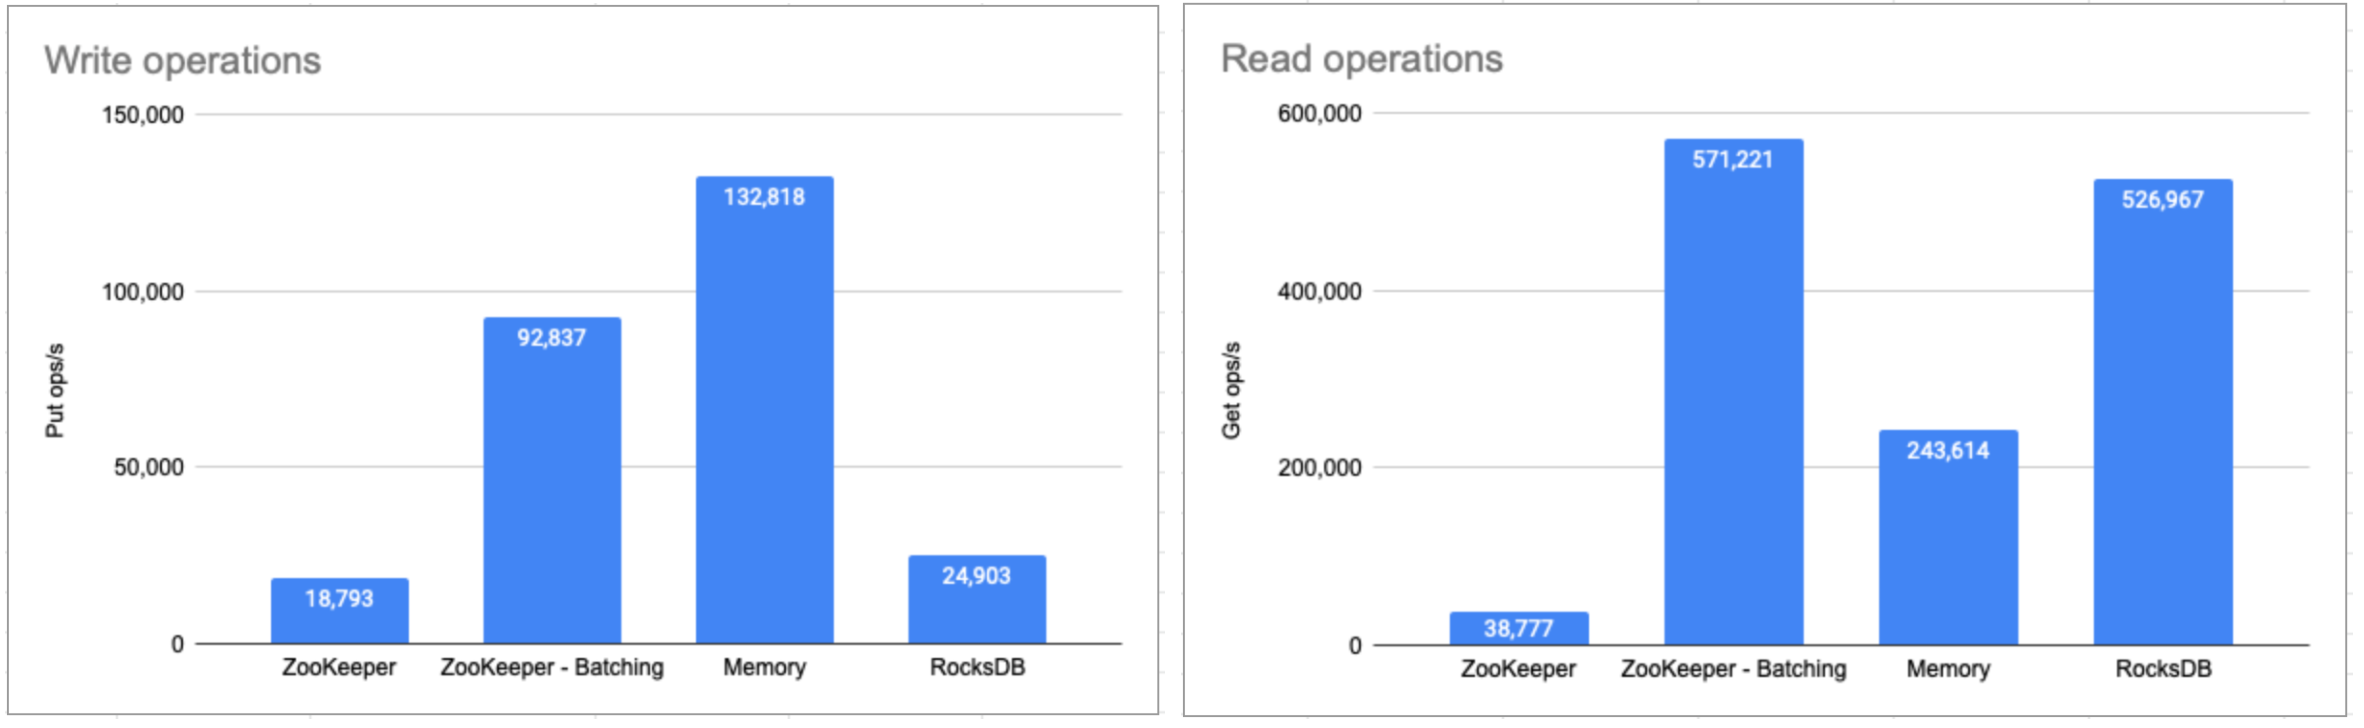 Write operations
150,000
100,000
50,000
0
Put ops/s
18,793
92,837
132,818
24,903
ZooKeeper
ZooKeeper - Batching
Memory
RocksDB
Read operations
600,000
400,000
200,000
0
Get ops/s
38,777
571,221
243,614
526,967
ZooKeeper
ZooKeeper - Batching
Memory
RocksDB